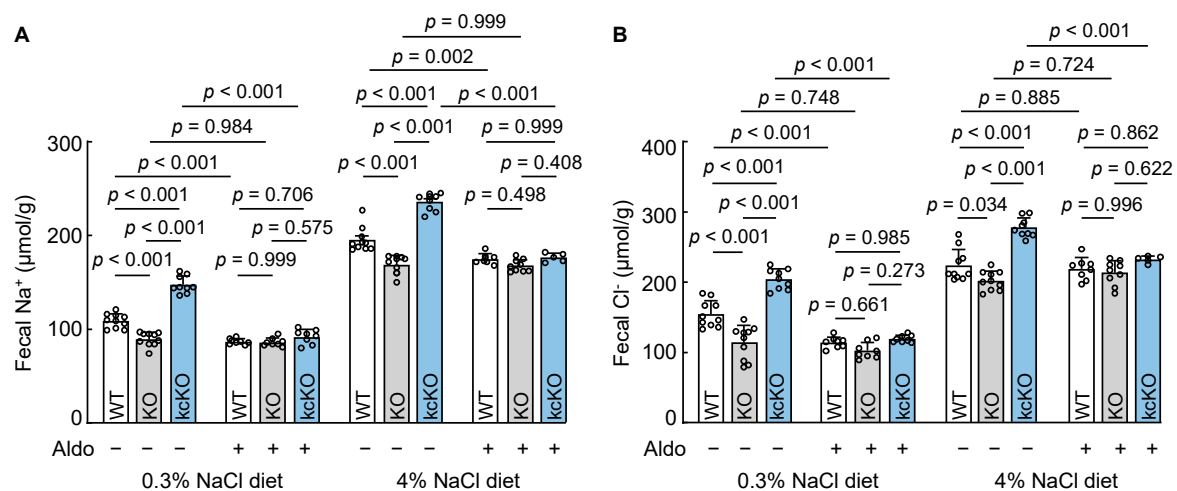 A
p = 0.999
p = 0.002
p < 0.001
p < 0.001
p < 0.001
p = 0.984
p < 0.001
p = 0.999
p < 0.001
p < 0.001
p = 0.408
p < 0.001
p = 0.706
p = 0.498
p < 0.001
p = 0.575
p < 0.001
p = 0.999
Fecal Na⁺ (μmol/g)
300
200
100
0
WT
KO
kcKO
WT
KO
kcKO
WT
KO
kcKO
WT
KO
kcKO
Aldo − − − + + + − − − + + +
0.3% NaCl diet 4% NaCl diet
B
p < 0.001
p = 0.724
p < 0.001
p = 0.885
p = 0.748
p < 0.001
p < 0.001
p = 0.862
p < 0.001
p < 0.001
p = 0.622
p < 0.001
p = 0.034
p = 0.996
p < 0.001
p = 0.985
p = 0.273
p = 0.661
Fecal Cl⁻ (μmol/g)
400
300
200
100
0
WT
KO
kcKO
WT
KO
kcKO
WT
KO
kcKO
WT
KO
kcKO
Aldo − − − + + + − − − + + +
0.3% NaCl diet 4% NaCl diet